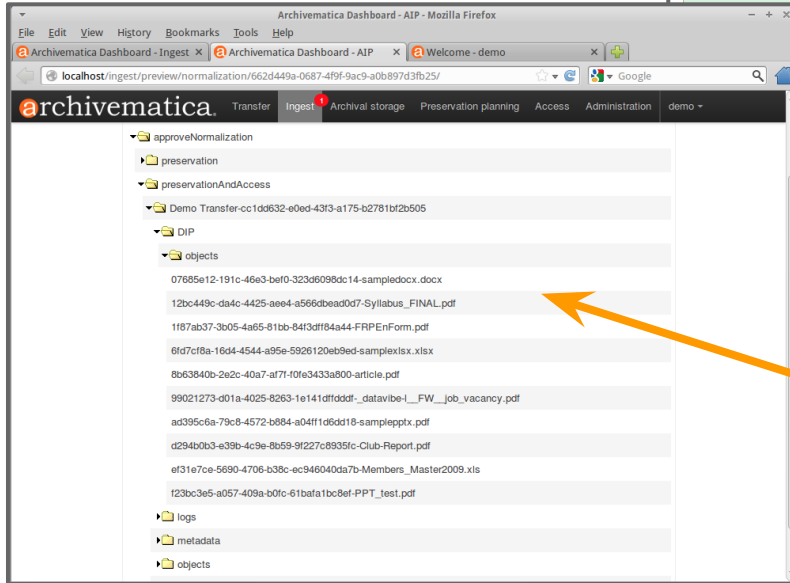 Archivematica Dashboard - AIP - Mozilla Firefox
File Edit View History Bookmarks Tools Help
Archivematica Dashboard - Ingest Archivematica Dashboard - AIP Welcome - demo
localhost/ingest/preview/normalization/662d449a-0687-4f9f-9ac9-a0b897d3fb25/ Google
archivematica. Transfer Ingest 1 Archival storage Preservation planning Access Administration demo
approveNormalization
preservation
preservationAndAccess
Demo Transfer-cc1dd632-e0ed-43f3-a175-b2781bf2b505
DIP
objects
07685e12-191c-46e3-bef0-323d6098dc14-sampledocx.docx
12bc449c-da4c-4425-aee4-a566dbead0d7-Syllabus_FINAL.pdf
1f87ab37-3b05-4a65-81bb-84f3dff84a44-FRPEnForm.pdf
6fd7cf8a-16d4-4544-a95e-5926120eb9ed-samplexlsx.xlsx
8b63840b-2e2c-40a7-af7f-f0fe3433a800-article.pdf
99021273-d01a-4025-8263-1e141dffdddf-_datavibe-l__FW__job_vacancy.pdf
ad395c6a-79c8-4572-b884-a04ff1d6dd18-samplepptx.pdf
d294b0b3-e39b-4c9e-8b59-9f227c8935fc-Club-Report.pdf
ef31e7ce-5690-4706-b38c-ec946040da7b-Members_Master2009.xls
f23bc3e5-a057-409a-b0fc-61bafa1bc8ef-PPT_test.pdf
logs
metadata
objects